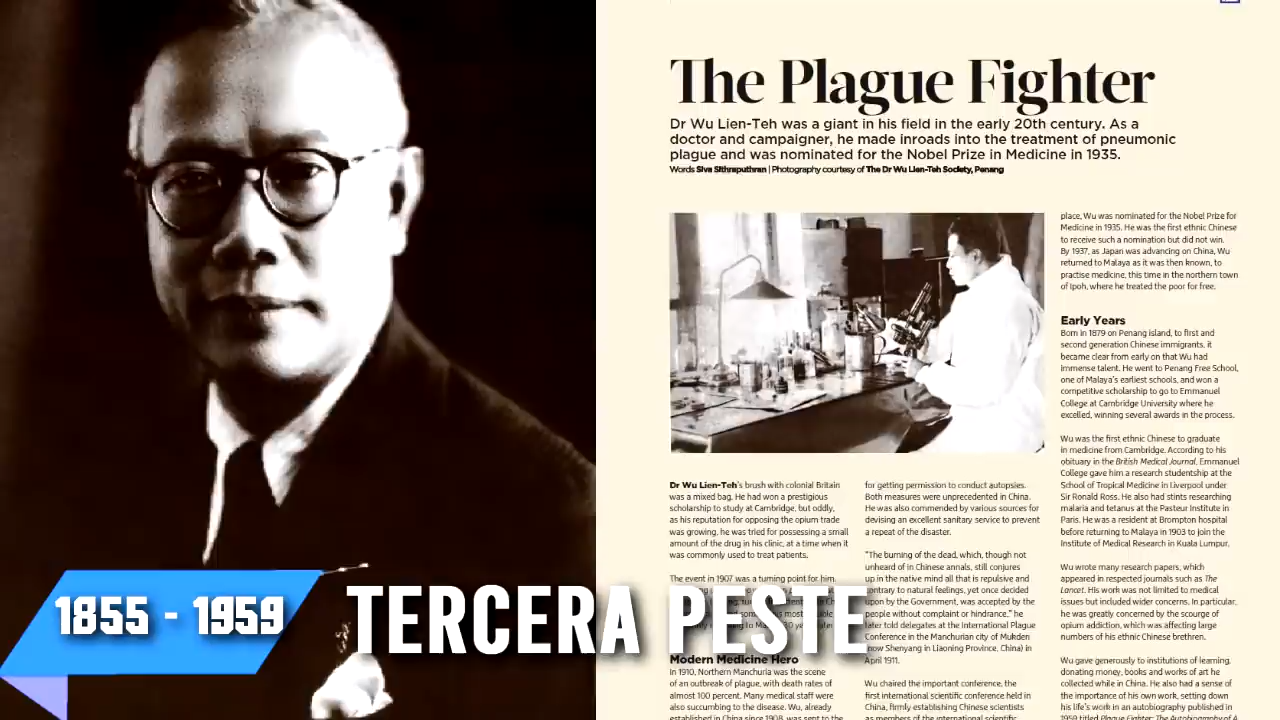 The Plague Fighter
Dr Wu Lien-Teh was a giant in his field in the early 20th century. As a
doctor and campaigner, he made inroads into the treatment of pneumonic
plague and was nominated for the Nobel Prize in Medicine in 1935.
Words Siva Sithraputhran | Photography courtesy of The Dr Wu Lien-Teh Society, Penang
Dr Wu Lien-Teh's brush with colonial Britain
was a mixed bag. He had won a prestigious
scholarship to study at Cambridge, but oddly,
as his reputation for opposing the opium trade
was growing, he was tried for possessing a small
amount of the drug in his clinic, at a time when it
was commonly used to treat patients.
The event in 1907 was a turning point for him.
Modern Medicine Hero
In 1910, Northern Manchuria was the scene
of an outbreak of plague, with death rates of
almost 100 percent. Many medical staff were
also succumbing to the disease. Wu, already
established in China since 1908, was sent to the
for getting permission to conduct autopsies.
Both measures were unprecedented in China.
He was also commended by various sources for
devising an excellent sanitary service to prevent
a repeat of the disaster.
"The burning of the dead, which, though not
unheard of in Chinese annals, still conjures
up in the native mind all that is repulsive and
contrary to natural feelings, yet once decided
upon by the Government, was accepted by the
people without complaint or hindrance," he
later told delegates at the International Plague
Conference in the Manchurian city of Mukden
(now Shenyang in Liaoning Province, China) in
April 1911.
Wu chaired the important conference, the
first international scientific conference held in
China, firmly establishing Chinese scientists
as members of the international scientific
place, Wu was nominated for the Nobel Prize for
Medicine in 1935. He was the first ethnic Chinese
to receive such a nomination but did not win.
By 1937, as Japan was advancing on China, Wu
returned to Malaya as it was then known, to
practise medicine, this time in the northern town
of Ipoh, where he treated the poor for free.
Early Years
Born in 1879 on Penang island, to first and
second generation Chinese immigrants, it
became clear from early on that Wu had
immense talent. He went to Penang Free School,
one of Malaya's earliest schools, and won a
competitive scholarship to go to Emmanuel
College at Cambridge University where he
excelled, winning several awards in the process.
Wu was the first ethnic Chinese to graduate
in medicine from Cambridge. According to his
obituary in the British Medical Journal, Emmanuel
College gave him a research studentship at the
School of Tropical Medicine in Liverpool under
Sir Ronald Ross. He also had stints researching
malaria and tetanus at the Pasteur Institute in
Paris. He was a resident at Brompton hospital
before returning to Malaya in 1903 to join the
Institute of Medical Research in Kuala Lumpur.
Wu wrote many research papers, which
appeared in respected journals such as The
Lancet. His work was not limited to medical
issues but included wider concerns. In particular,
he was greatly concerned by the scourge of
opium addiction, which was affecting large
numbers of his ethnic Chinese brethren.
Wu gave generously to institutions of learning,
donating money, books and works of art he
collected while in China. He also had a sense of
the importance of his own work, setting down
his life's work in an autobiography published in
1959 titled Plague Fighter: The Autobiography of A
1855 - 1959
TERCERA PESTE